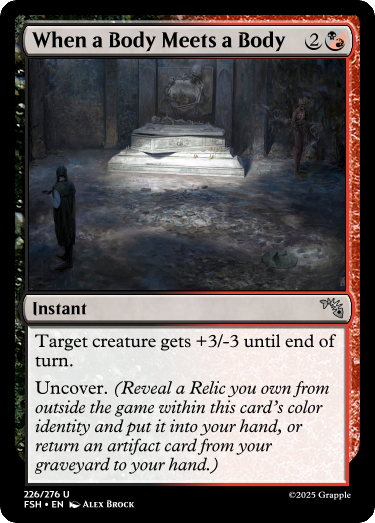 When a Body Meets a Body 2
Instant
Target creature gets +3/-3 until end of
turn.
Uncover. (Reveal a Relic you own from
outside the game within this card's color
identity and put it into your hand, or
return an artifact card from your
graveyard to your hand.)
226/276 U
FSH • EN Alex Brock
©2025 Grapple